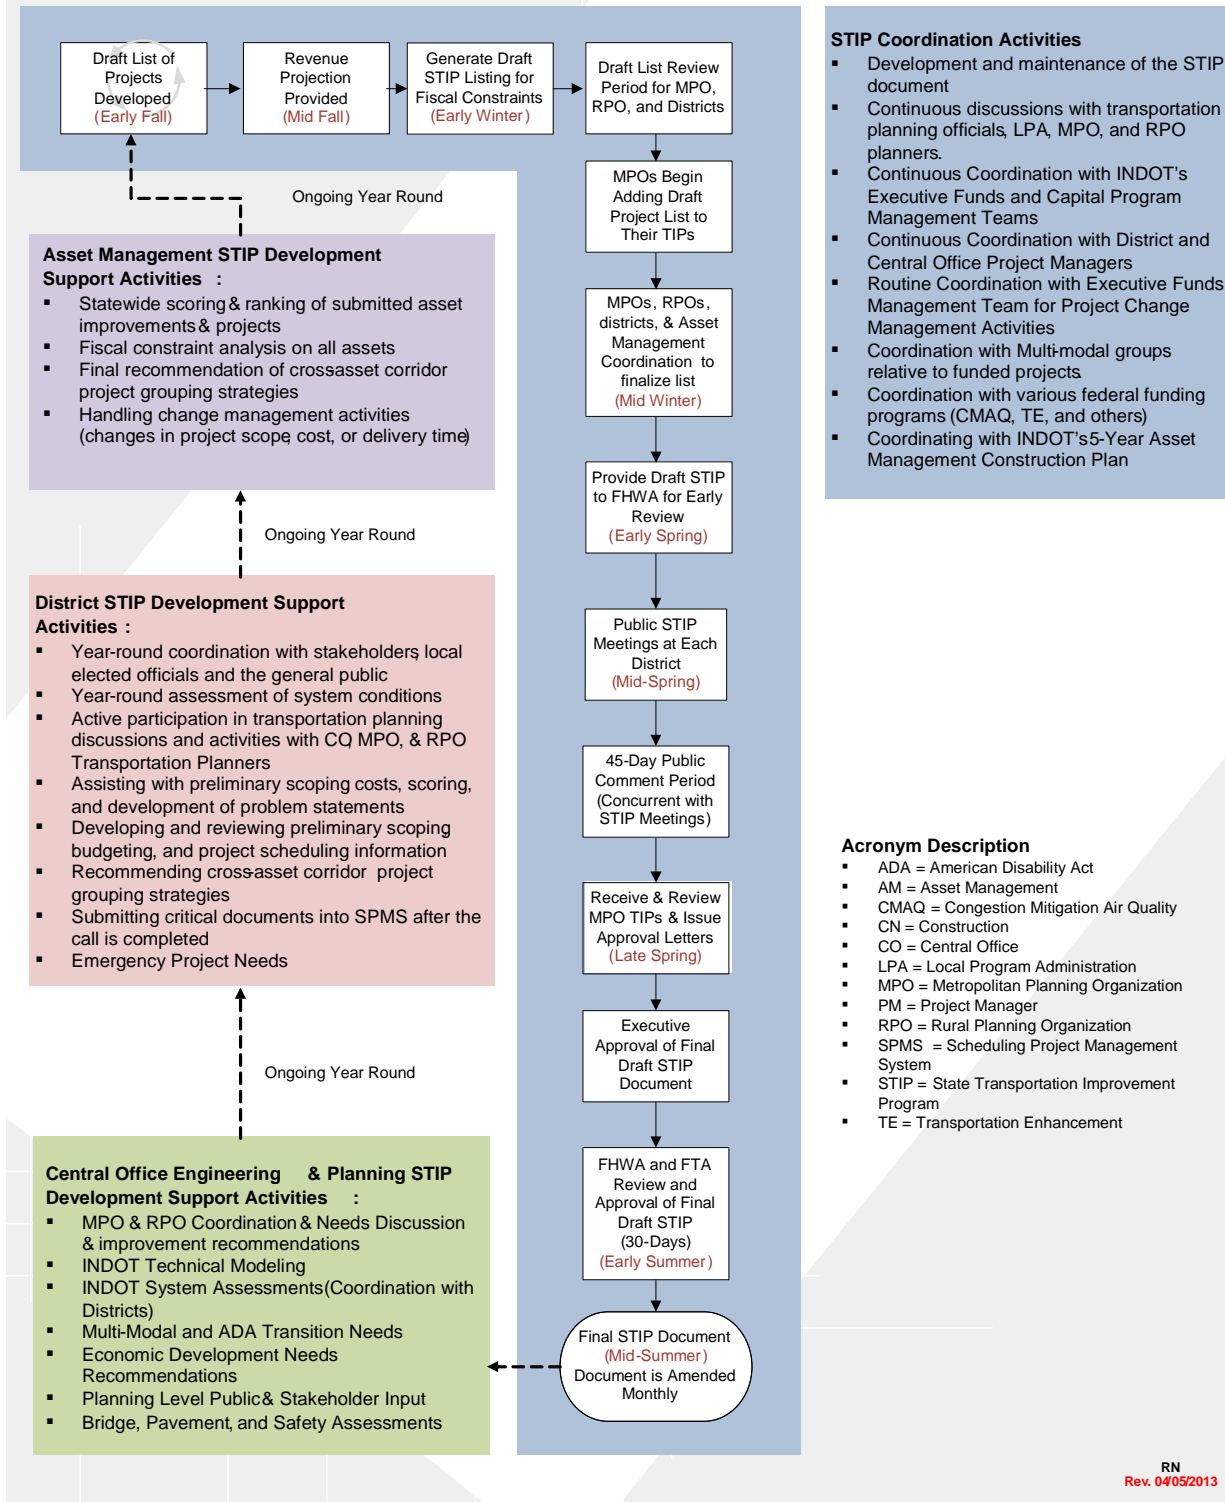 Draft List of
Projects
Developed
(Early Fall)
Revenue
Projection
Provided
(Mid Fall)
Generate Draft
STIP Listing for
Fiscal Constraints
(Early Winter)
Draft List Review
Period for MPO,
RPO, and Districts
MPOs Begin
Adding Draft
Project List to
Their TIPs
MPOs, RPOs,
districts, & Asset
Management
Coordination to
finalize list
(Mid Winter)
Provide Draft STIP
to FHWA for Early
Review
(Early Spring)
Public STIP
Meetings at Each
District
(Mid-Spring)
45-Day Public
Comment Period
(Concurrent with
STIP Meetings)
Receive & Review
MPO TIPs & Issue
Approval Letters
(Late Spring)
Executive
Approval of Final
Draft STIP
Document
FHWA and FTA
Review and
Approval of Final
Draft STIP
(30-Days)
(Early Summer)
Final STIP Document
(Mid-Summer)
Document is Amended
Monthly
Ongoing Year Round
Asset Management STIP Development
Support Activities :
▪ Statewide scoring & ranking of submitted asset
improvements & projects
▪ Fiscal constraint analysis on all assets
▪ Final recommendation of cross-asset corridor
project grouping strategies
▪ Handling change management activities
(changes in project scope, cost, or delivery time)
Ongoing Year Round
District STIP Development Support
Activities :
▪ Year-round coordination with stakeholders, local
elected officials and the general public
▪ Year-round assessment of system conditions
▪ Active participation in transportation planning
discussions and activities with CO, MPO, & RPO
Transportation Planners
▪ Assisting with preliminary scoping costs, scoring,
and development of problem statements
▪ Developing and reviewing preliminary scoping,
budgeting, and project scheduling information
▪ Recommending cross-asset corridor project
grouping strategies
▪ Submitting critical documents into SPMS after the
call is completed
▪ Emergency Project Needs
Ongoing Year Round
Central Office Engineering & Planning STIP
Development Support Activities :
▪ MPO & RPO Coordination & Needs Discussion
& improvement recommendations
▪ INDOT Technical Modeling
▪ INDOT System Assessments (Coordination with
Districts)
▪ Multi-Modal and ADA Transition Needs
▪ Economic Development Needs
Recommendations
▪ Planning Level Public & Stakeholder Input
▪ Bridge, Pavement, and Safety Assessments
STIP Coordination Activities
▪ Development and maintenance of the STIP
document
▪ Continuous discussions with transportation
planning officials, LPA, MPO, and RPO
planners.
▪ Continuous Coordination with INDOT's
Executive Funds and Capital Program
Management Teams
▪ Continuous Coordination with District and
Central Office Project Managers
▪ Routine Coordination with Executive Funds
Management Team for Project Change
Management Activities
▪ Coordination with Multi-modal groups
relative to funded projects.
▪ Coordination with various federal funding
programs (CMAQ, TE, and others)
▪ Coordinating with INDOT's 5-Year Asset
Management Construction Plan
Acronym Description
▪ ADA = American Disability Act
▪ AM = Asset Management
▪ CMAQ = Congestion Mitigation Air Quality
▪ CN = Construction
▪ CO = Central Office
▪ LPA = Local Program Administration
▪ MPO = Metropolitan Planning Organization
▪ PM = Project Manager
▪ RPO = Rural Planning Organization
▪ SPMS = Scheduling Project Management
System
▪ STIP = State Transportation Improvement
Program
▪ TE = Transportation Enhancement
RN
Rev. 04/05/2013